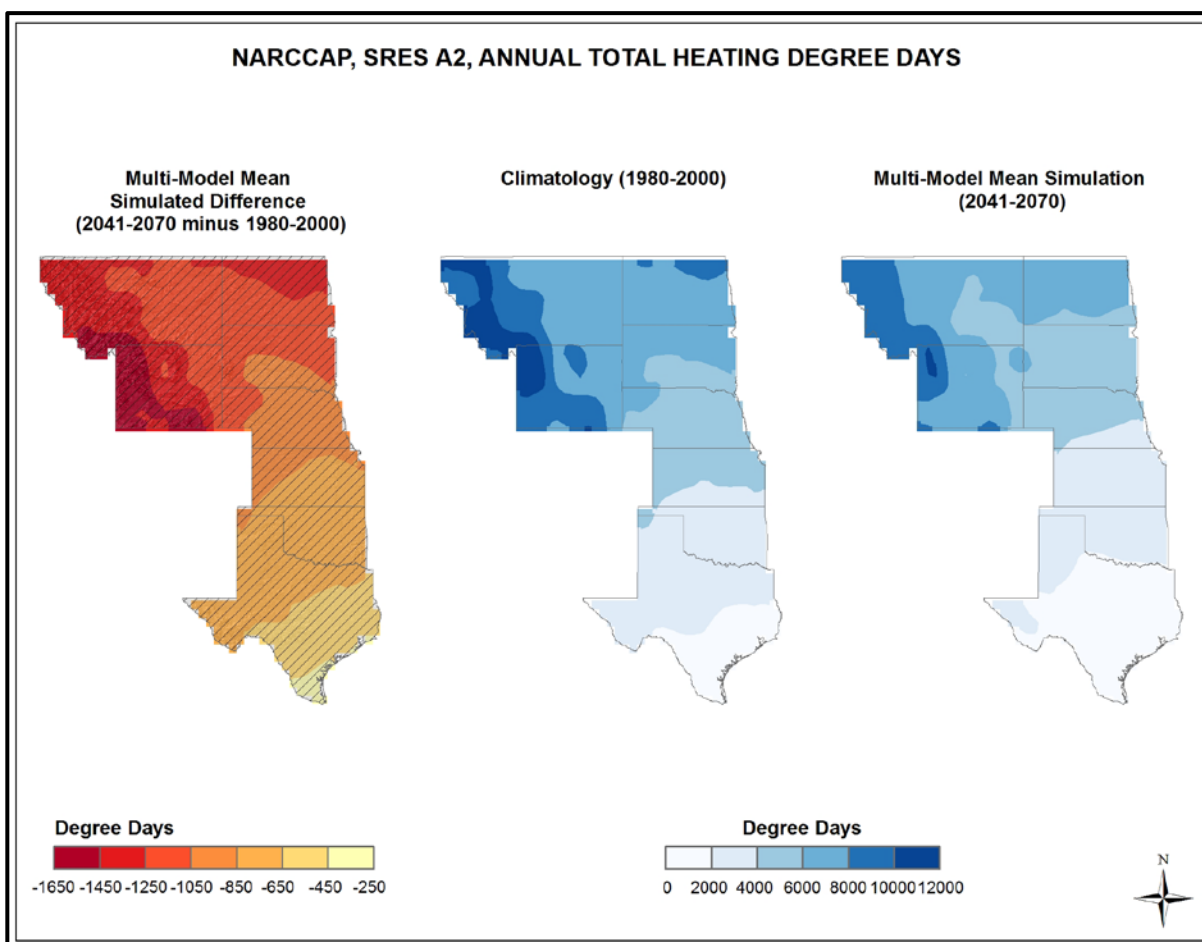 NARCCAP, SRES A2, ANNUAL TOTAL HEATING DEGREE DAYS
Multi-Model Mean
Simulated Difference
(2041-2070 minus 1980-2000)
Climatology (1980-2000)
Multi-Model Mean Simulation
(2041-2070)
Degree Days
-1650 -1450 -1250 -1050 -850 -650 -450 -250
Degree Days
0 2000 4000 6000 8000 10000 12000
N